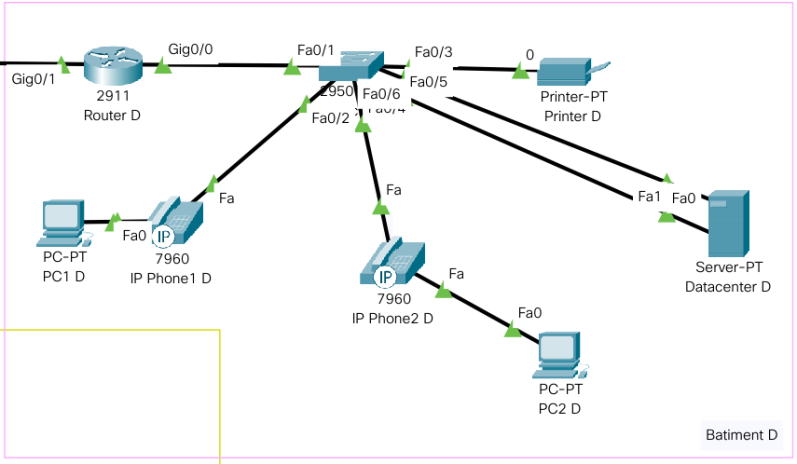 Gig0/1
2911
Router D
Gig0/0
Fa0/1
2950
Fa0/3
Fa0/5
Fa0/6
Fa0/4
Fa0/2
0
Printer-PT
Printer D
Fa
Fa0
PC-PT
PC1 D
IP
7960
IP Phone1 D
Fa
IP
7960
IP Phone2 D
Fa
Fa0
PC-PT
PC2 D
Fa1
Fa0
Server-PT
Datacenter D
Batiment D